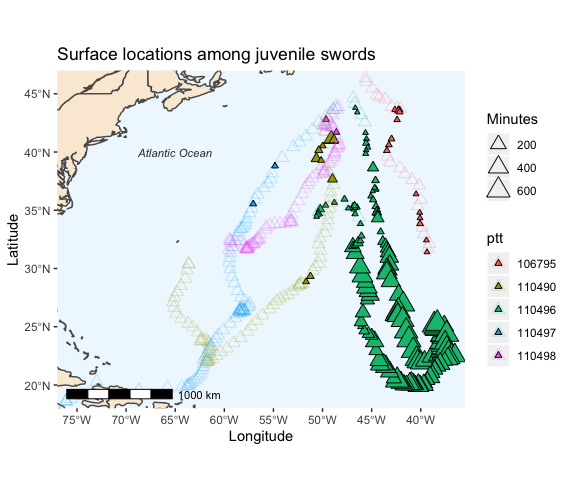 Surface locations among juvenile swords
45°N
40°N
35°N
30°N
25°N
20°N
Latitude
Atlantic Ocean
1000 km
75°W 70°W 65°W 60°W 55°W 50°W 45°W 40°W
Longitude
Minutes
200
400
600
ptt
106795
110490
110496
110497
110498